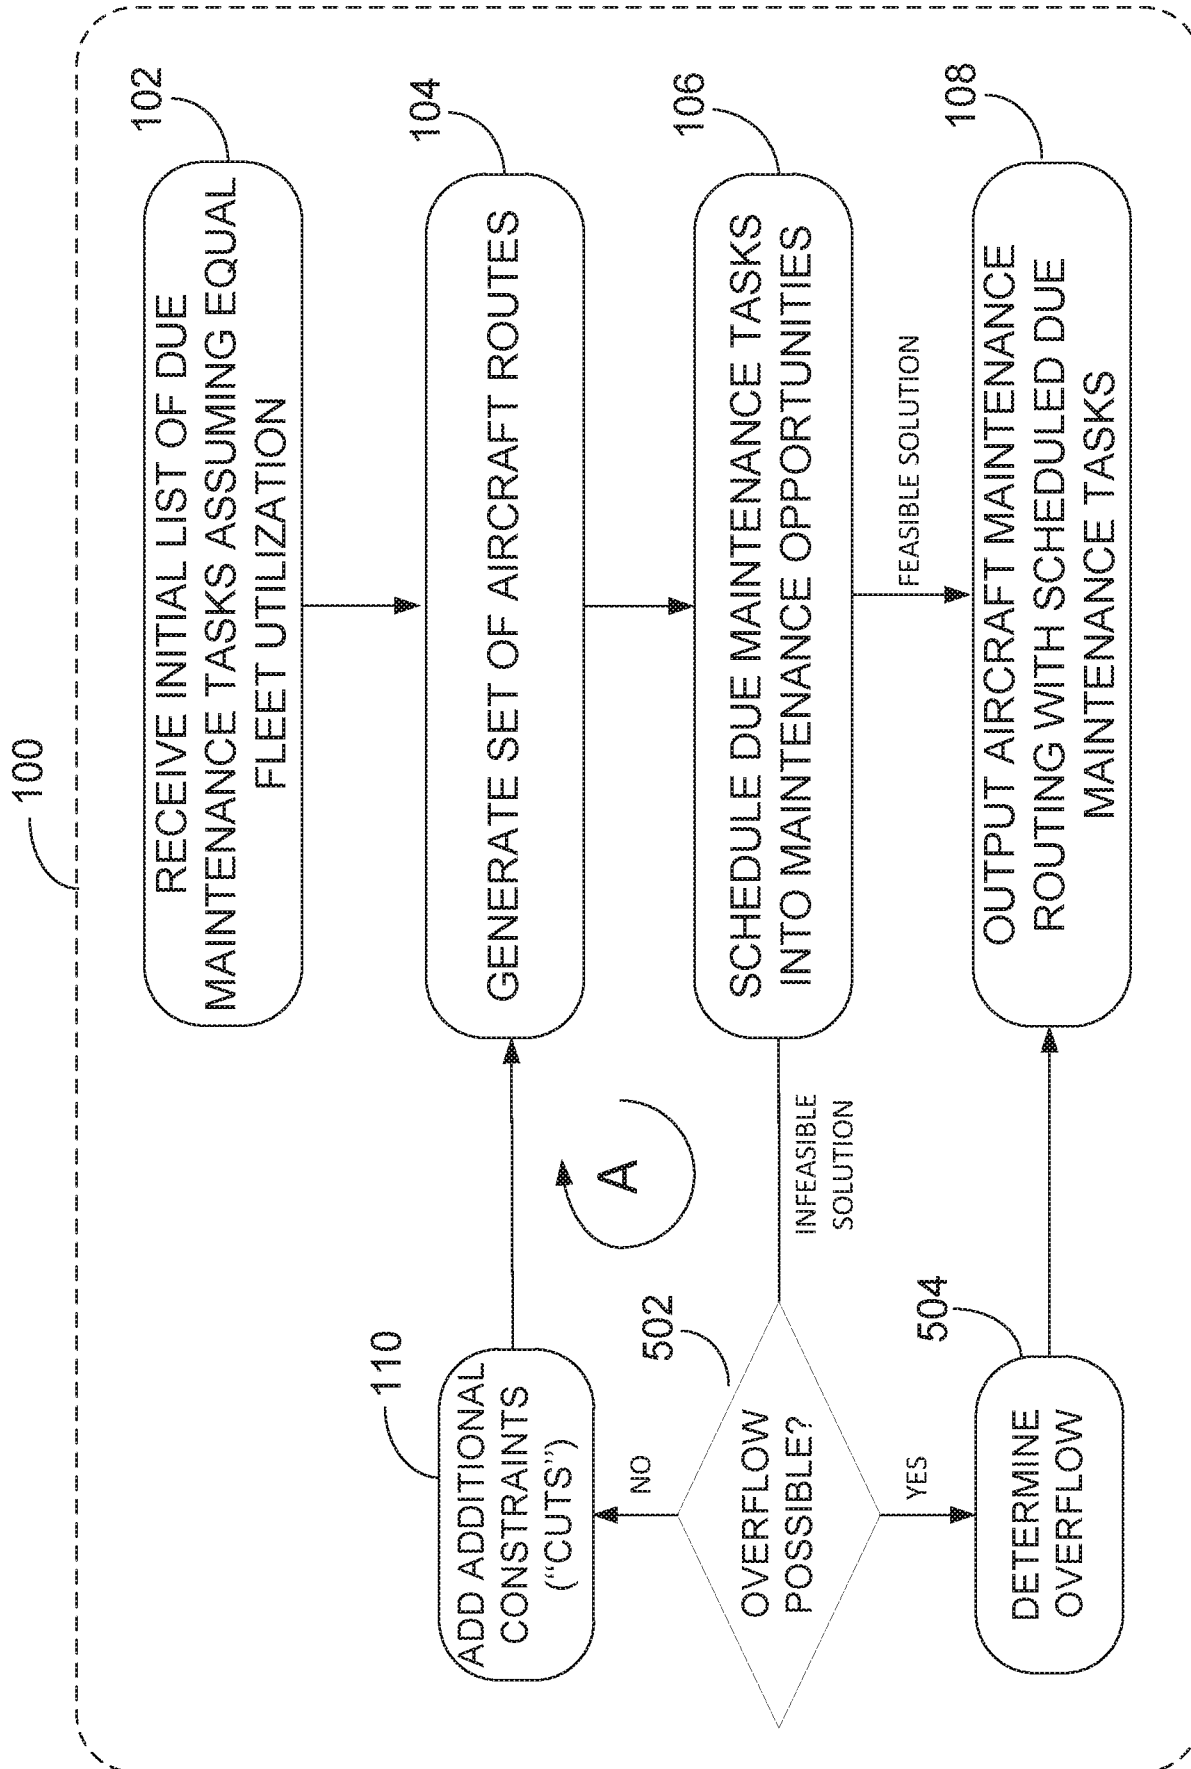 100
102
RECEIVE INITIAL LIST OF DUE
MAINTENANCE TASKS ASSUMING EQUAL
FLEET UTILIZATION
110
ADD ADDITIONAL
CONSTRAINTS
(“CUTS”)
104
GENERATE SET OF AIRCRAFT ROUTES
A
NO
502
OVERFLOW
POSSIBLE?
INFEASIBLE
SOLUTION
106
SCHEDULE DUE MAINTENANCE TASKS
INTO MAINTENANCE OPPORTUNITIES
YES
FEASIBLE SOLUTION
504
DETERMINE
OVERFLOW
108
OUTPUT AIRCRAFT MAINTENANCE
ROUTING WITH SCHEDULED DUE
MAINTENANCE TASKS